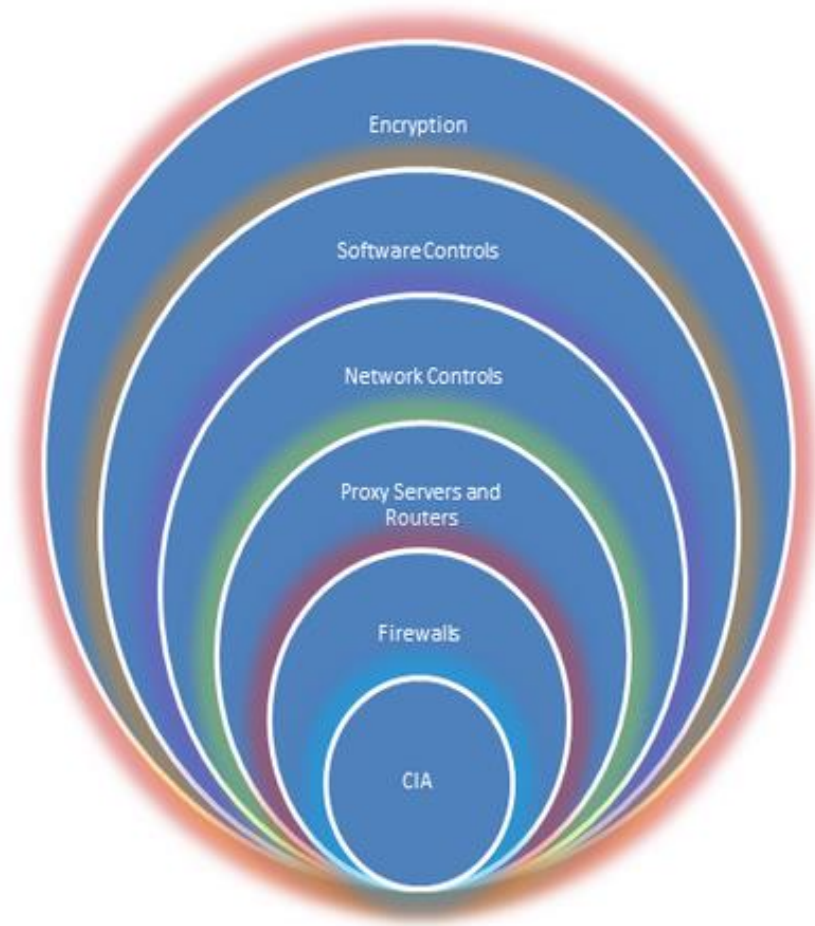 Encryption
Software Controls
Network Controls
Proxy Servers and
Routers
Firewalls
CIA